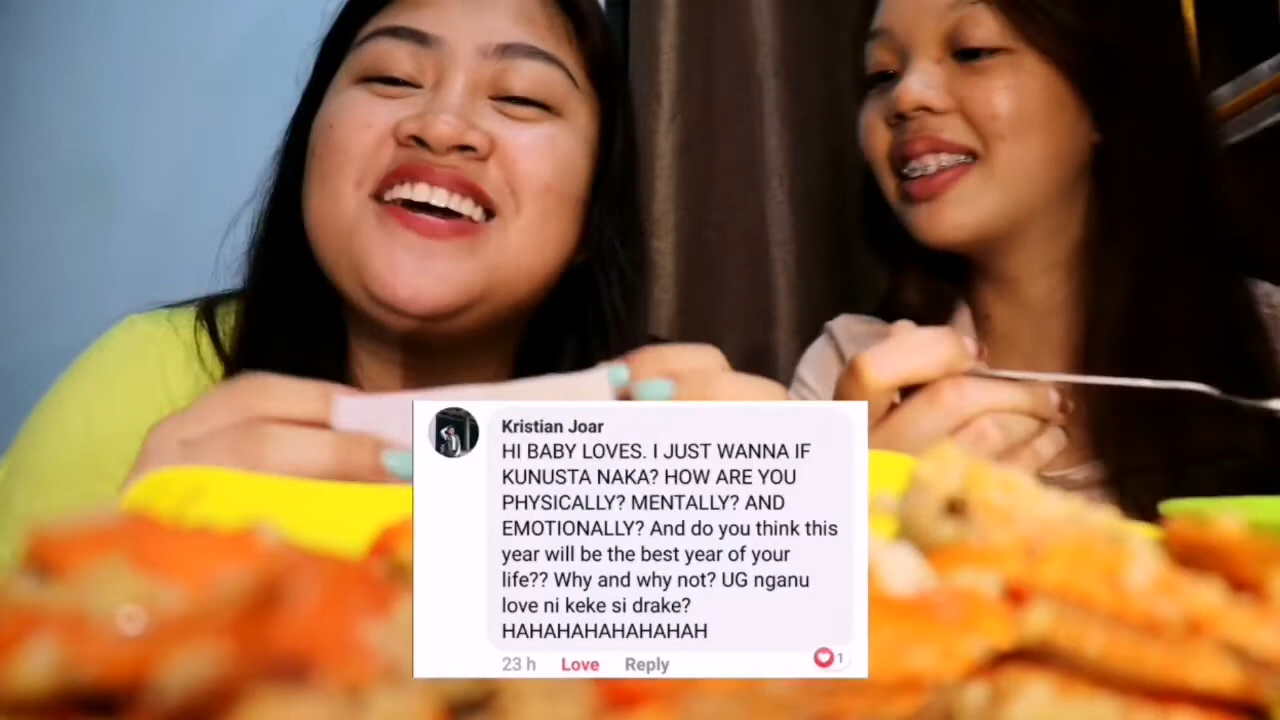 Kristian Joar
HI BABY LOVES. I JUST WANNA IF
KUNUSTA NAKA? HOW ARE YOU
PHYSICALLY? MENTALLY? AND
EMOTIONALLY? And do you think this
year will be the best year of your
life?? Why and why not? UG nganu
love ni keke si drake?
HAHAHAHAHAHAHAH
23 h Love Reply 1